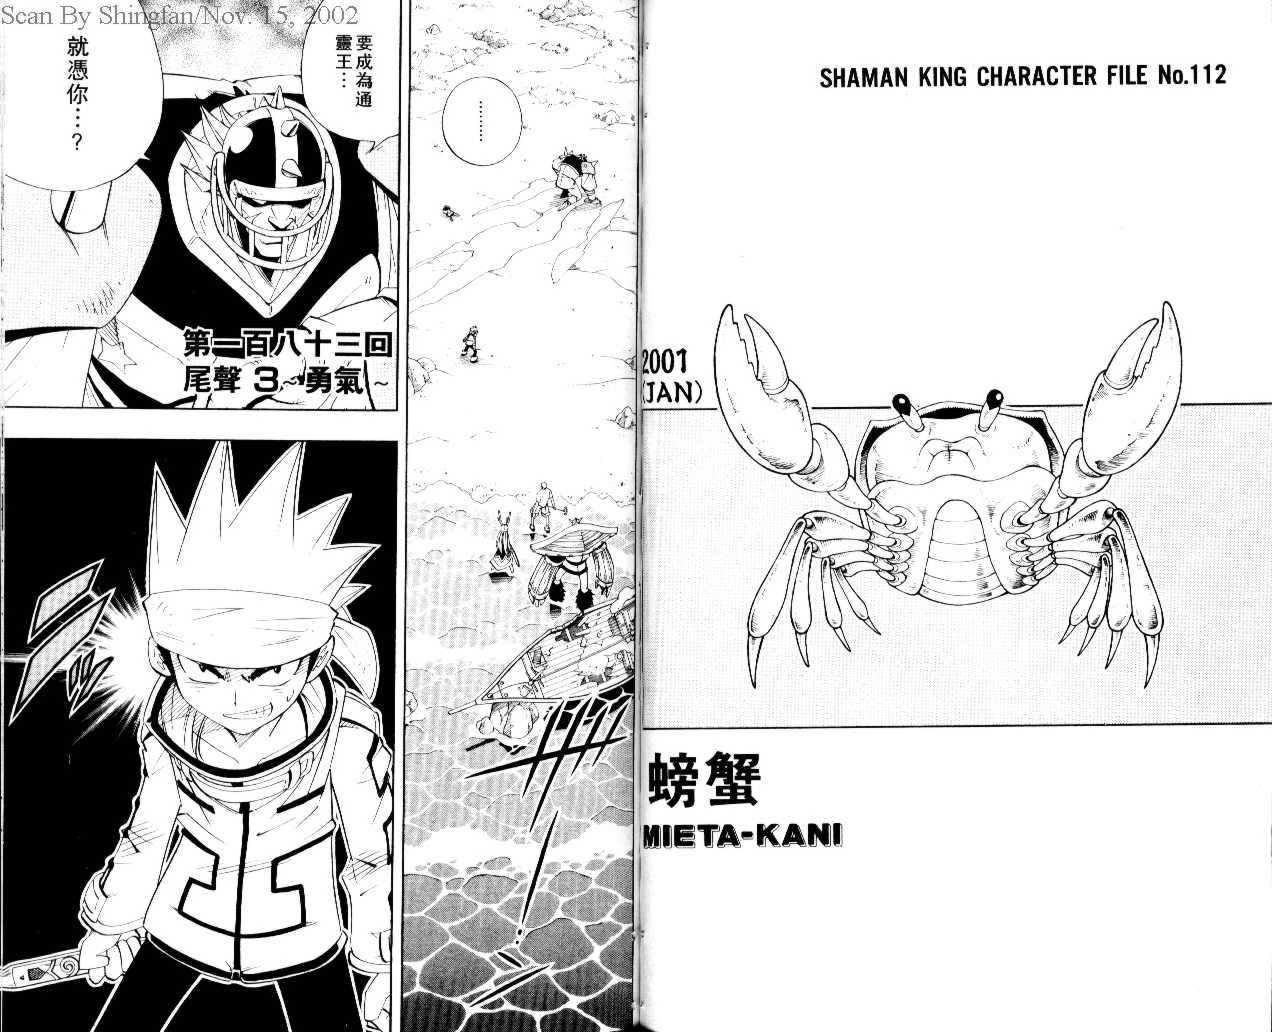 Scan By Shingfan/Nov. 15, 2002
SHAMAN KING CHARACTER FILE No.112
2001
(JAN)
螃蟹
MIETA-KANI
………
要成為通
靈王…
就憑你…?
第一百八十三回
尾聲 3~勇氣~